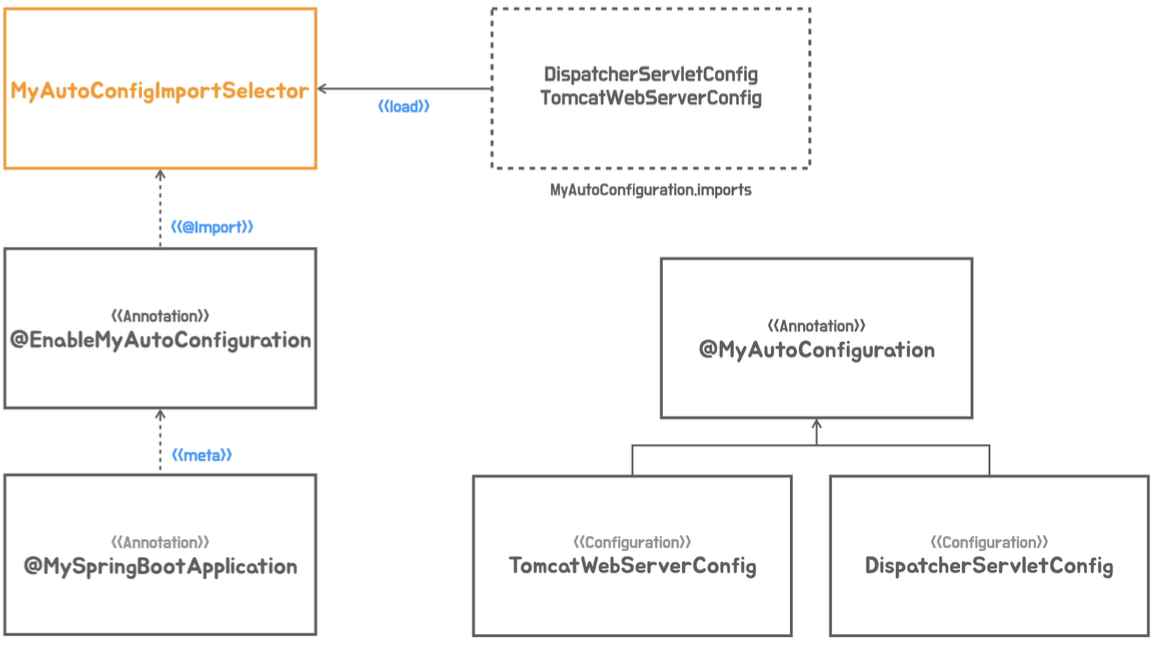 MyAutoConfigImportSelector
<<load>>
DispatcherServletConfig
TomcatWebServerConfig
MyAutoConfiguration.imports
<<@Import>>
<<Annotation>>
@EnableMyAutoConfiguration
<<Annotation>>
@MyAutoConfiguration
<<meta>>
<<Annotation>>
@MySpringBootApplication
<<Configuration>>
TomcatWebServerConfig
<<Configuration>>
DispatcherServletConfig